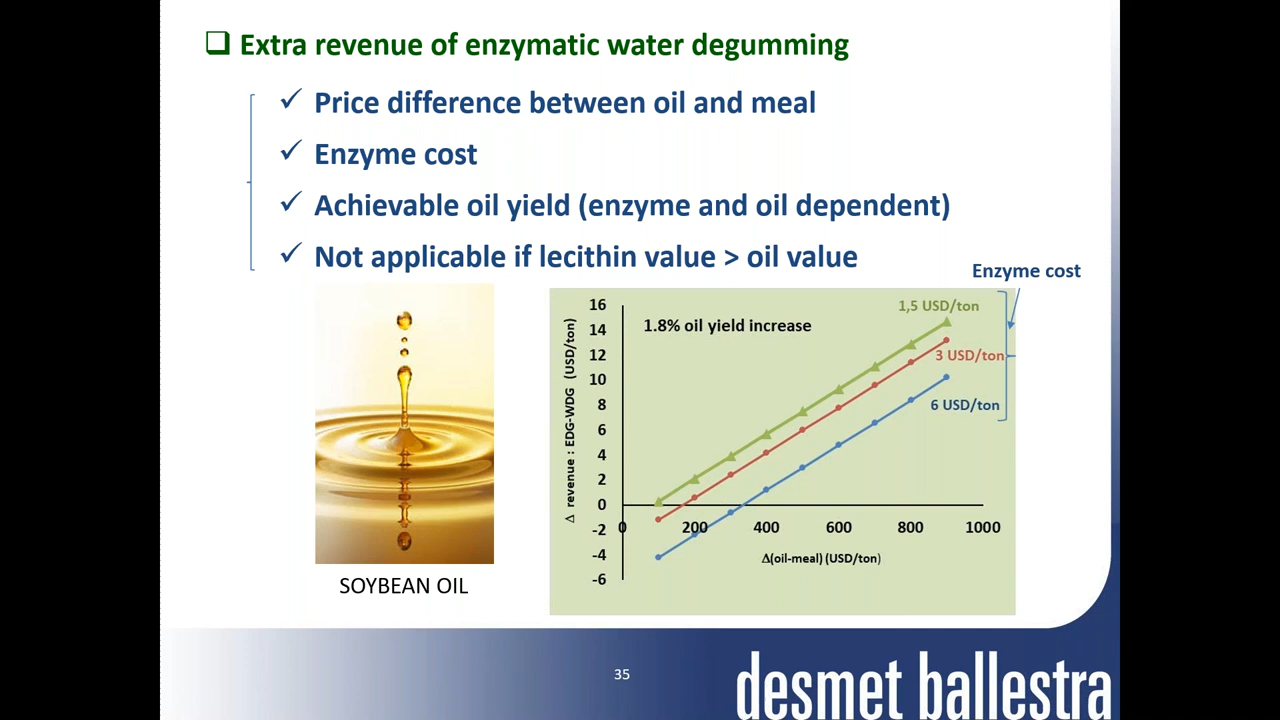 Extra revenue of enzymatic water degumming
Price difference between oil and meal
Enzyme cost
Achievable oil yield (enzyme and oil dependent)
Not applicable if lecithin value > oil value
Enzyme cost
SOYBEAN OIL
Δ revenue : EDG-WDG (USD/ton)
16
14
12
10
8
6
4
2
0
-2
-4
-6
1.8% oil yield increase
1,5 USD/ton
3 USD/ton
6 USD/ton
0 200 400 600 800 1000
Δ(oil-meal) (USD/ton)
35
desmet ballestra